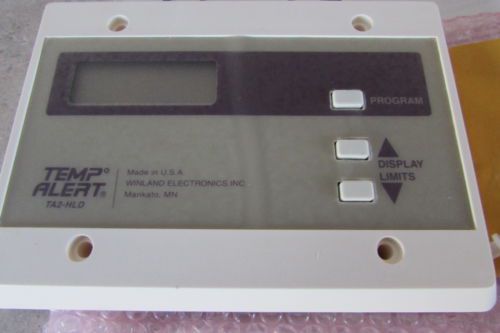 PROGRAM
TEMP°
ALERT®
TA2-HLD
Made in U.S.A.
WINLAND ELECTRONICS INC.
Mankato, MN
DISPLAY
LIMITS